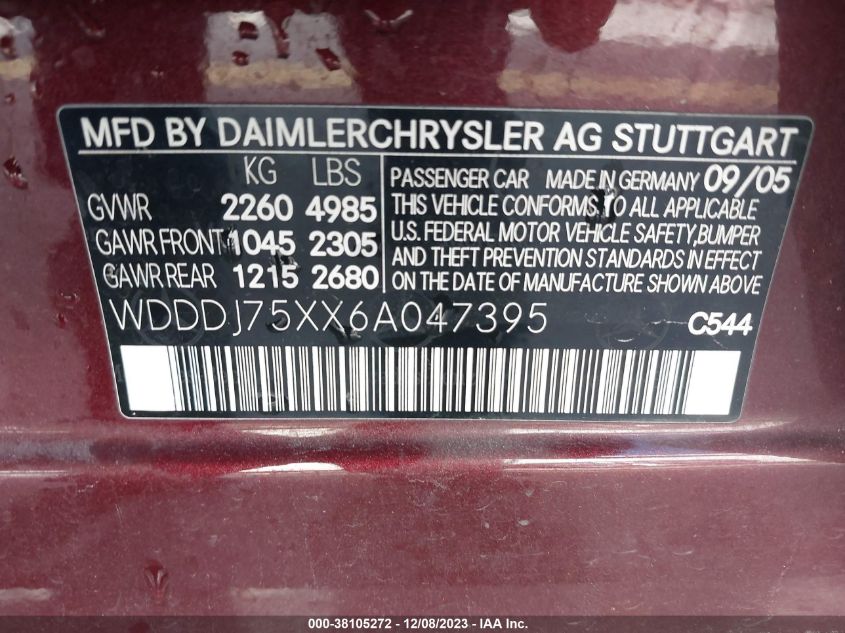 MFD BY DAIMLERCHRYSLER AG STUTTGART
KG LBS
GVWR 2260 4985
GAWR FRONT 1045 2305
GAWR REAR 1215 2680
PASSENGER CAR MADE IN GERMANY 09/05
THIS VEHICLE CONFORMS TO ALL APPLICABLE
U.S. FEDERAL MOTOR VEHICLE SAFETY, BUMPER
AND THEFT PREVENTION STANDARDS IN EFFECT
ON THE DATE OF MANUFACTURE SHOWN ABOVE
WDDDJ75XX6A047395 C544
000-38105272 - 12/08/2023 - IAA Inc.